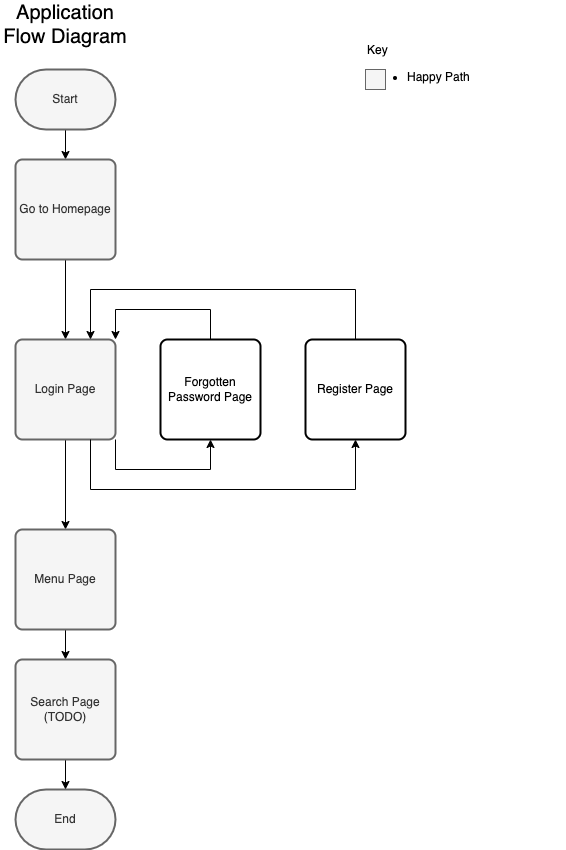 Application
Flow Diagram
Key
Happy Path
Start
Go to Homepage
Login Page
Forgotten
Password Page
Register Page
Menu Page
Search Page
(TODO)
End